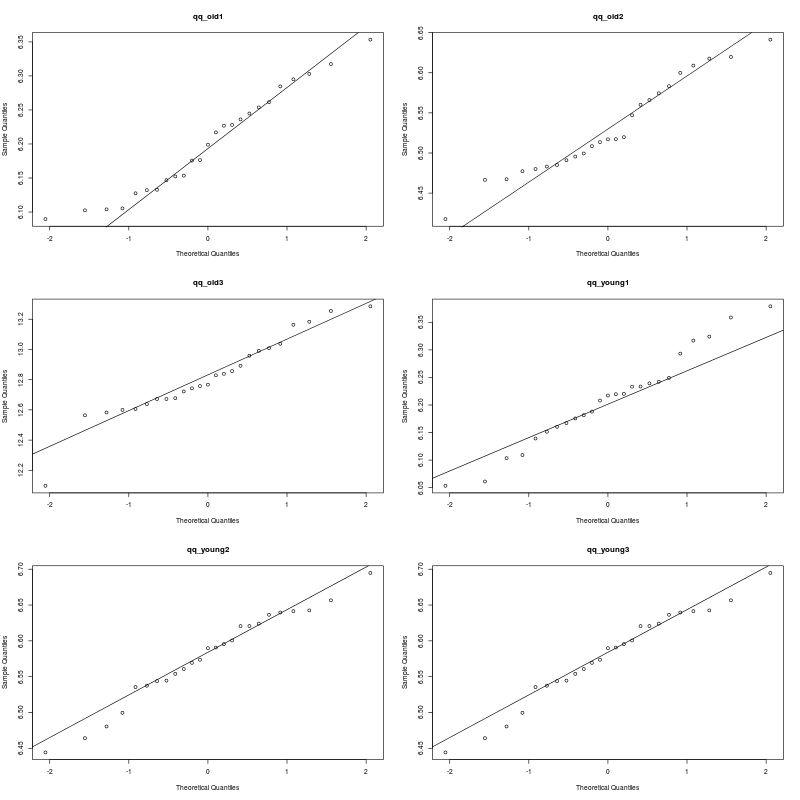 qq_old1
Sample Quantiles
6.10 6.15 6.20 6.25 6.30 6.35
-2 -1 0 1 2
Theoretical Quantiles
qq_old2
Sample Quantiles
6.45 6.50 6.55 6.60 6.65
-2 -1 0 1 2
Theoretical Quantiles
qq_old3
Sample Quantiles
12.2 12.4 12.6 12.8 13.0 13.2
-2 -1 0 1 2
Theoretical Quantiles
qq_young1
Sample Quantiles
6.05 6.10 6.15 6.20 6.25 6.30 6.35
-2 -1 0 1 2
Theoretical Quantiles
qq_young2
Sample Quantiles
6.45 6.50 6.55 6.60 6.65 6.70
-2 -1 0 1 2
Theoretical Quantiles
qq_young3
Sample Quantiles
6.45 6.50 6.55 6.60 6.65 6.70
-2 -1 0 1 2
Theoretical Quantiles